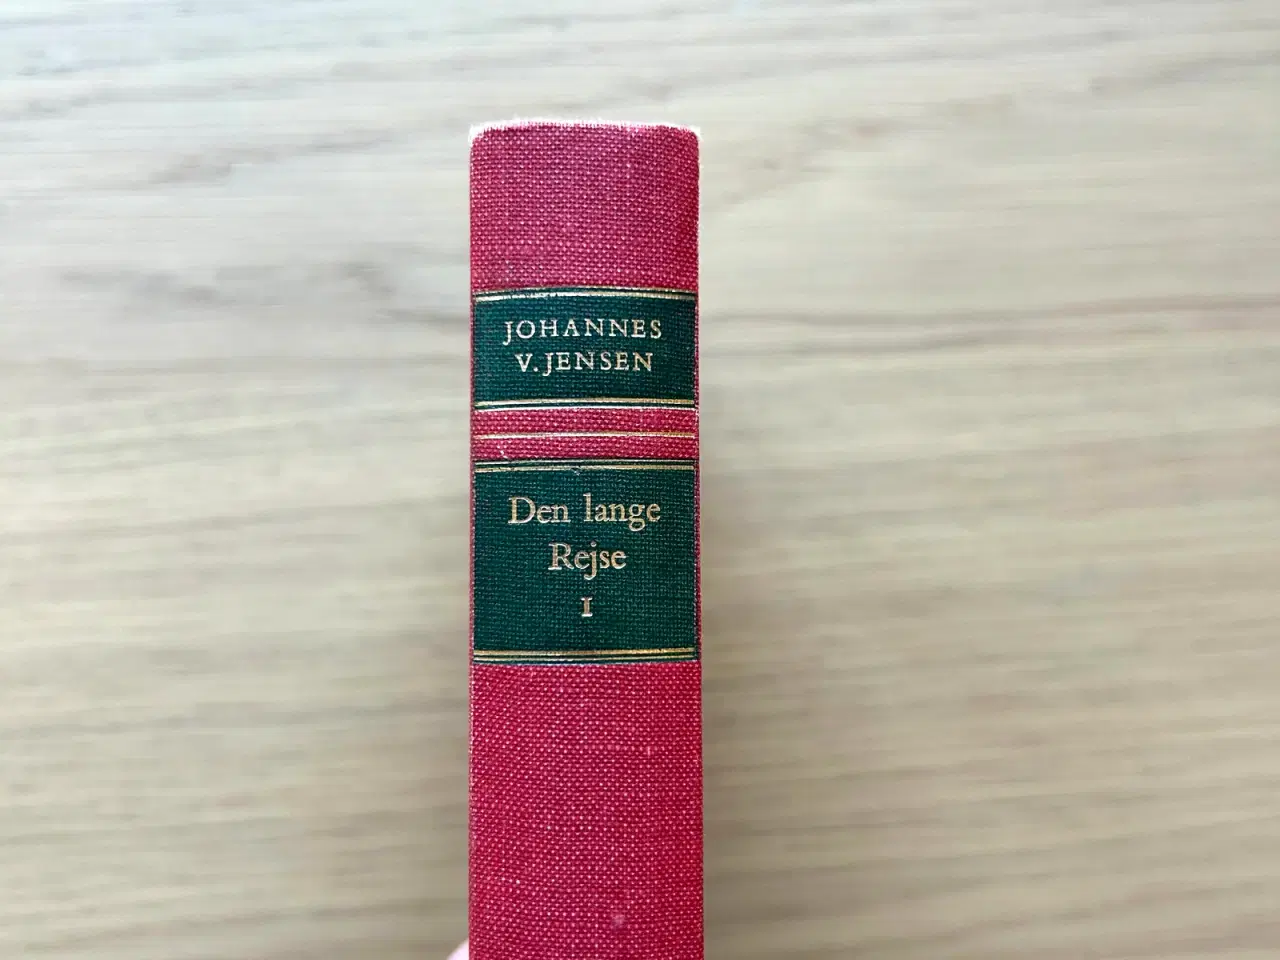 JOHANNES
V. JENSEN
Den lange
Rejse
I